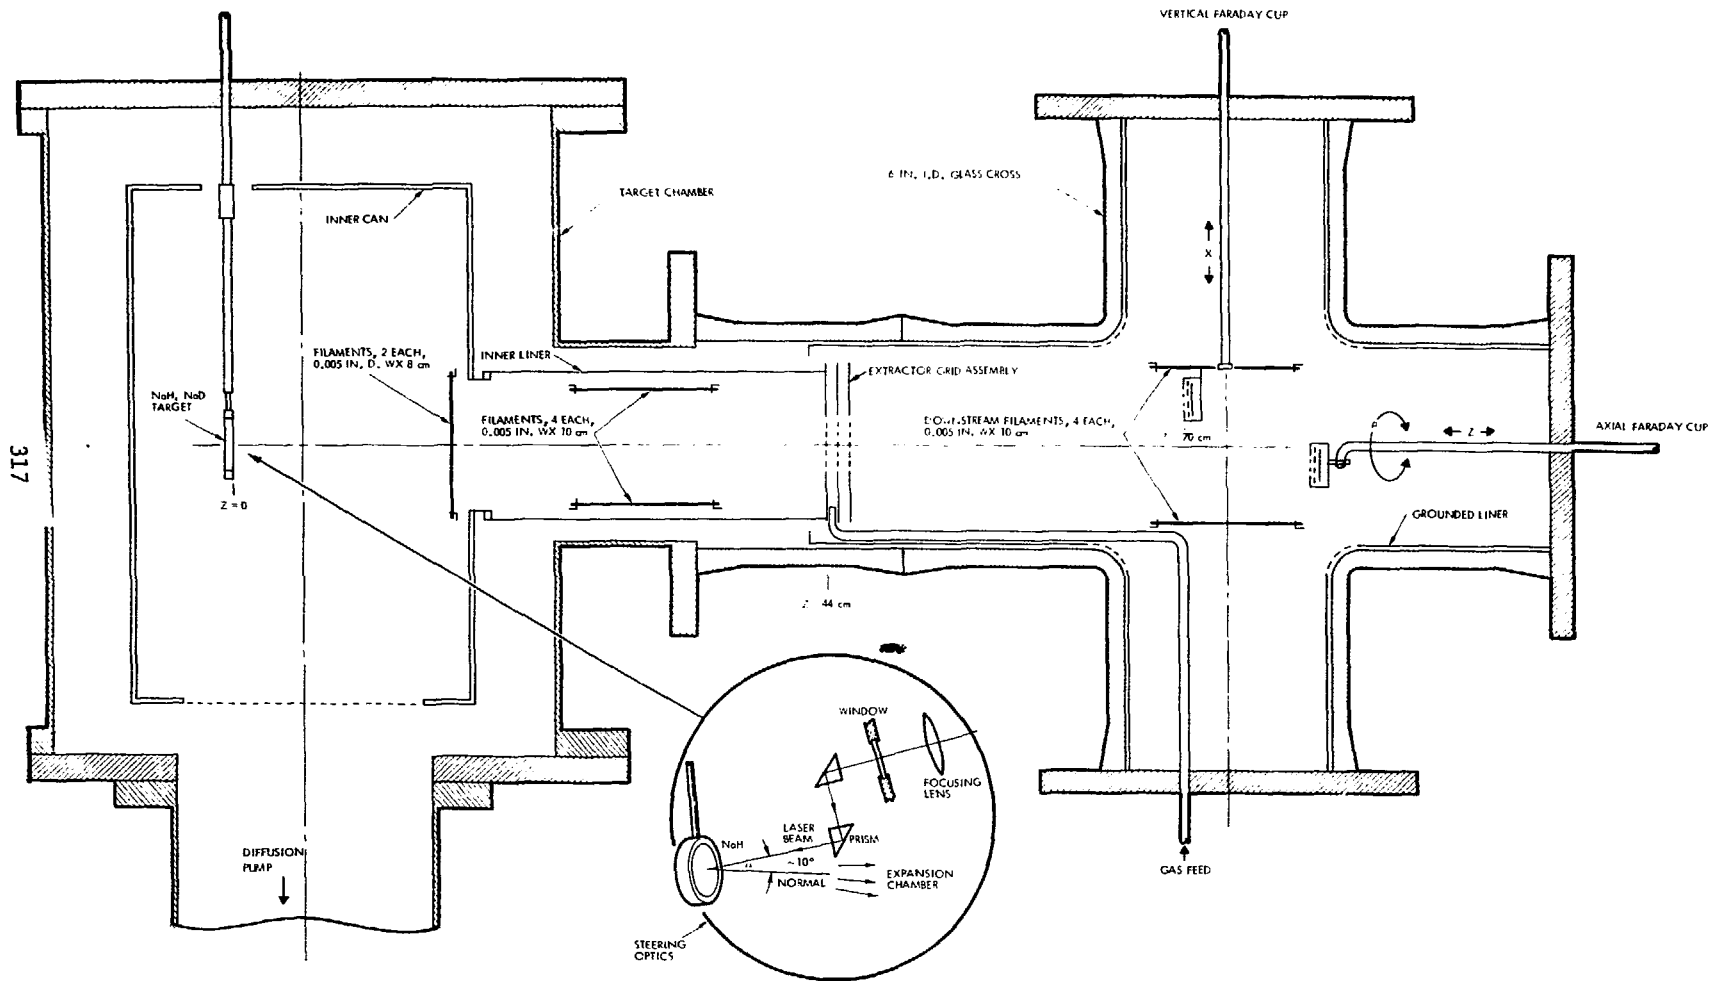 VERTICAL FARADAY CUP
6 IN. I.D. GLASS CROSS
TARGET CHAMBER
INNER CAN
X
FILAMENTS, 2 EACH,
0.005 IN. D. WX 8 cm
INNER LINER
EXTRACTOR GRID ASSEMBLY
NaH, NaD
TARGET
FILAMENTS, 4 EACH,
0.005 IN. WX 10 cm
DOWNSTREAM FILAMENTS, 4 EACH,
0.005 IN. WX 10 cm
70 cm
Z
AXIAL FARADAY CUP
317
Z = 0
GROUNDED LINER
Z 44 cm
WINDOW
FOCUSING
LENS
LASER
BEAM
PRISM
NaH
~10°
NORMAL
EXPANSION
CHAMBER
DIFFUSION
PUMP
GAS FEED
STEERING
OPTICS